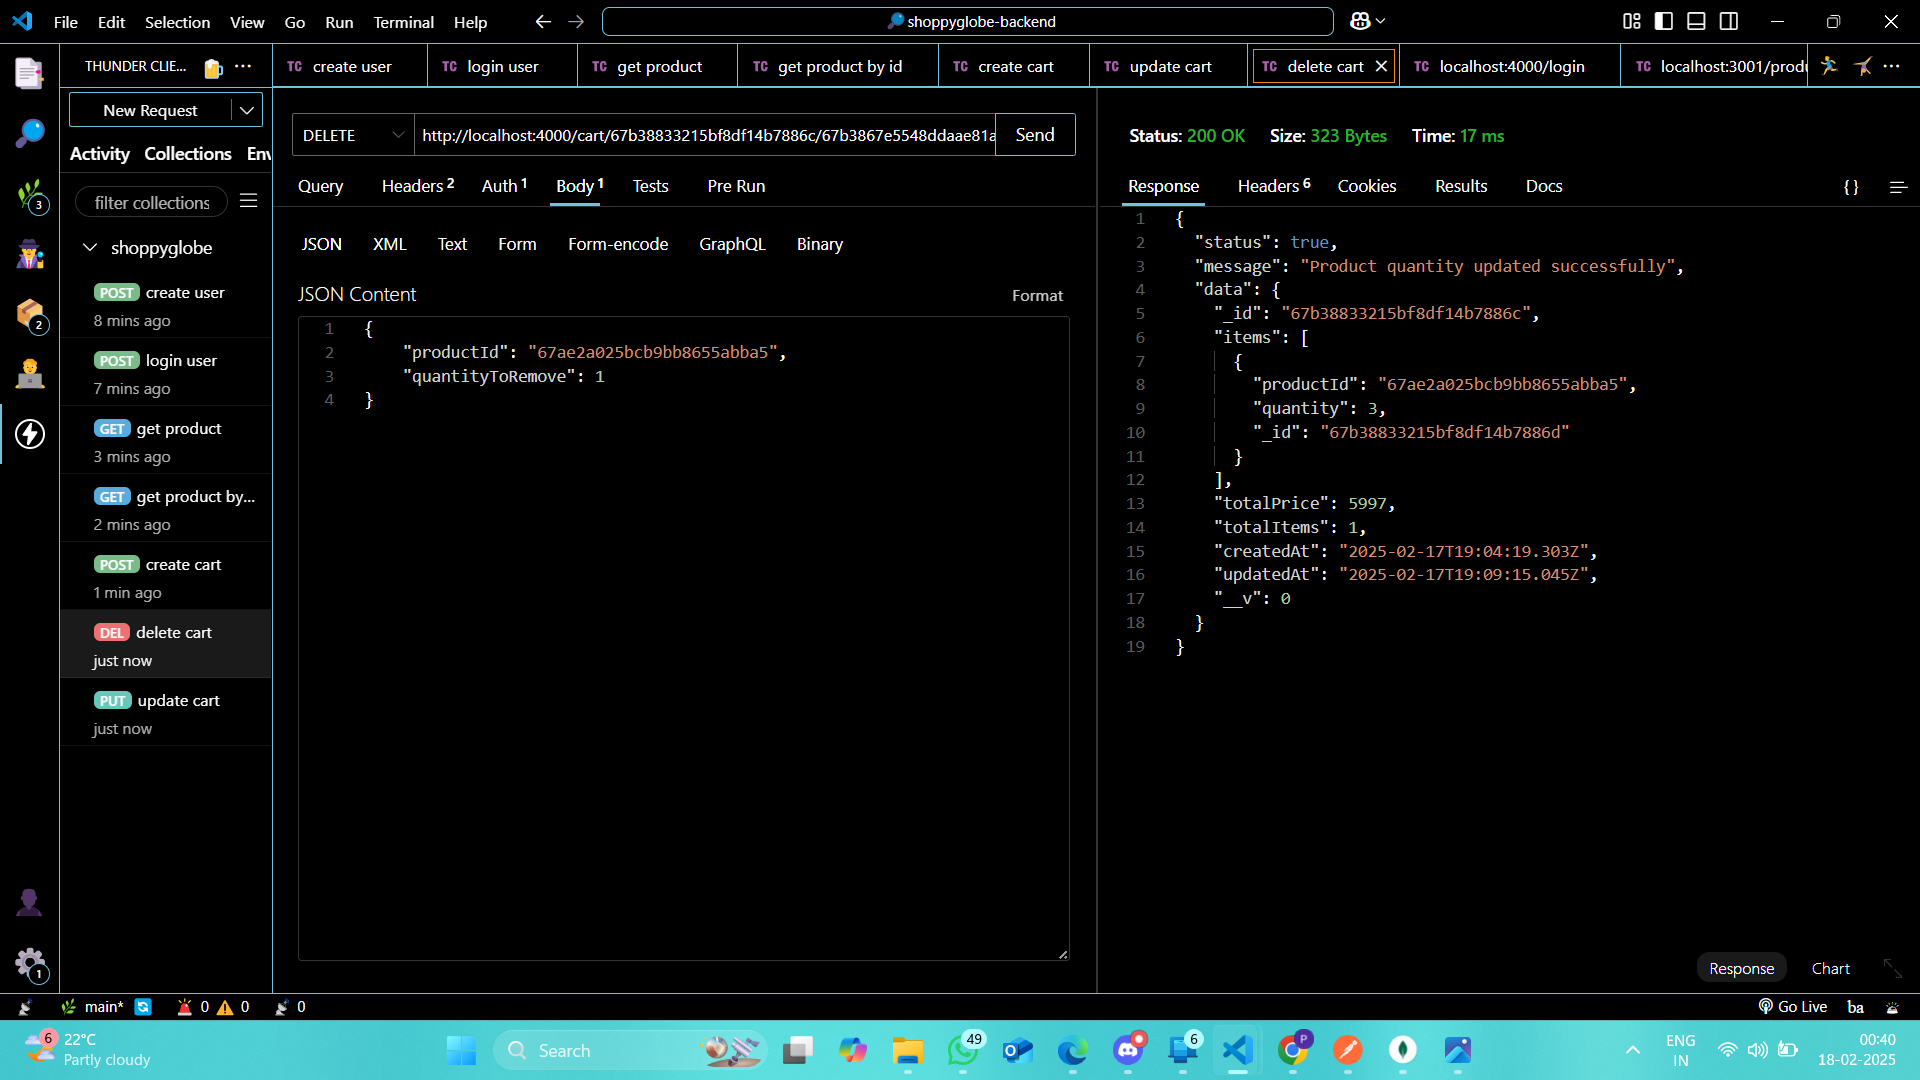 File Edit Selection View Go Run Terminal Help
shoppyglobe-backend
THUNDER CLIE...
TC create user
TC login user
TC get product
TC get product by id
TC create cart
TC update cart
TC delete cart
TC localhost:4000/login
TC localhost:3001/produ
New Request
Activity Collections Env
filter collections
shoppyglobe
POST create user
8 mins ago
POST login user
7 mins ago
GET get product
3 mins ago
GET get product by...
2 mins ago
POST create cart
1 min ago
DEL delete cart
just now
PUT update cart
just now
3
2
1
DELETE http://localhost:4000/cart/67b38833215bf8df14b7886c/67b3867e5548ddaae81a Send
Query Headers 2 Auth 1 Body 1 Tests Pre Run
JSON XML Text Form Form-encode GraphQL Binary
JSON Content Format
1 {
2 "productId": "67ae2a025bcb9bb8655abba5",
3 "quantityToRemove": 1
4 }
Status: 200 OK Size: 323 Bytes Time: 17 ms
Response Headers 6 Cookies Results Docs {}
1 {
2 "status": true,
3 "message": "Product quantity updated successfully",
4 "data": {
5 "_id": "67b38833215bf8df14b7886c",
6 "items": [
7 {
8 "productId": "67ae2a025bcb9bb8655abba5",
9 "quantity": 3,
10 "_id": "67b38833215bf8df14b7886d"
11 }
12 ],
13 "totalPrice": 5997,
14 "totalItems": 1,
15 "createdAt": "2025-02-17T19:04:19.303Z",
16 "updatedAt": "2025-02-17T19:09:15.045Z",
17 "__v": 0
18 }
19 }
Response Chart
main* 0 0 0 Go Live ba
6 22°C
Partly cloudy
Search
49
6
P
ENG
IN
00:40
18-02-2025